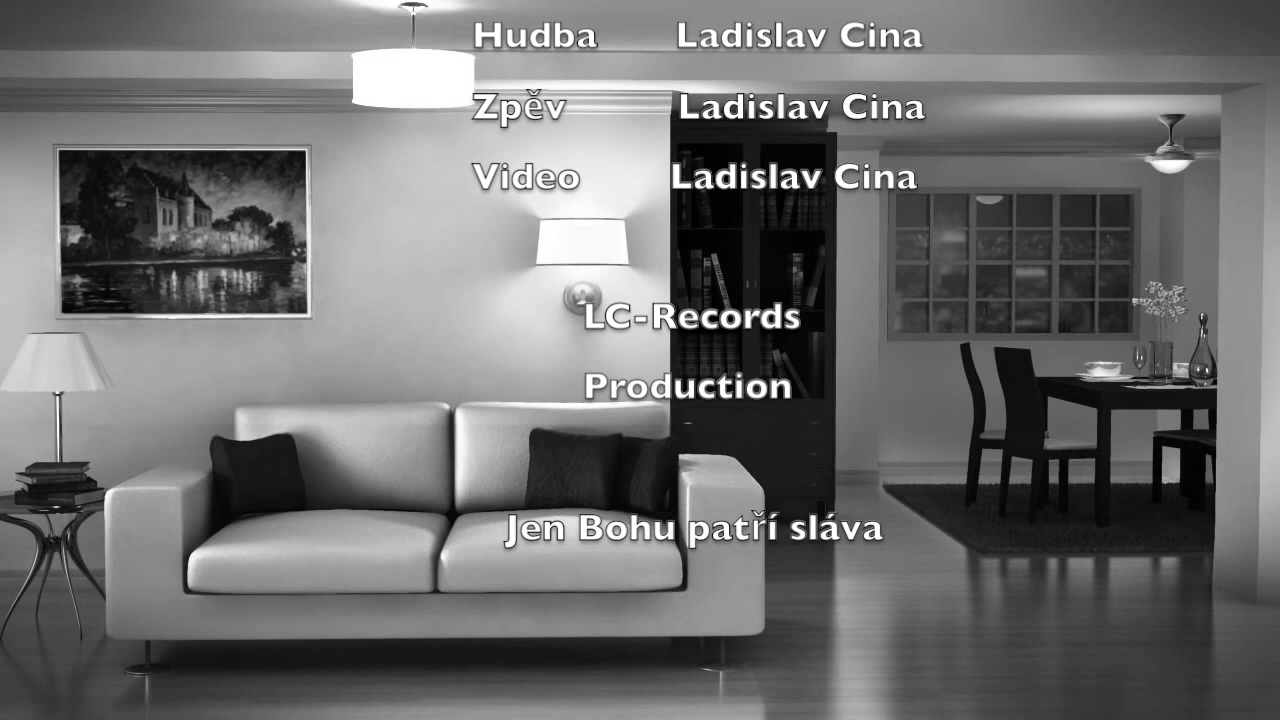 Hudba Ladislav Cina
Zpěv Ladislav Cina
Video Ladislav Cina
LC-Records
Production
Jen Bohu patří sláva